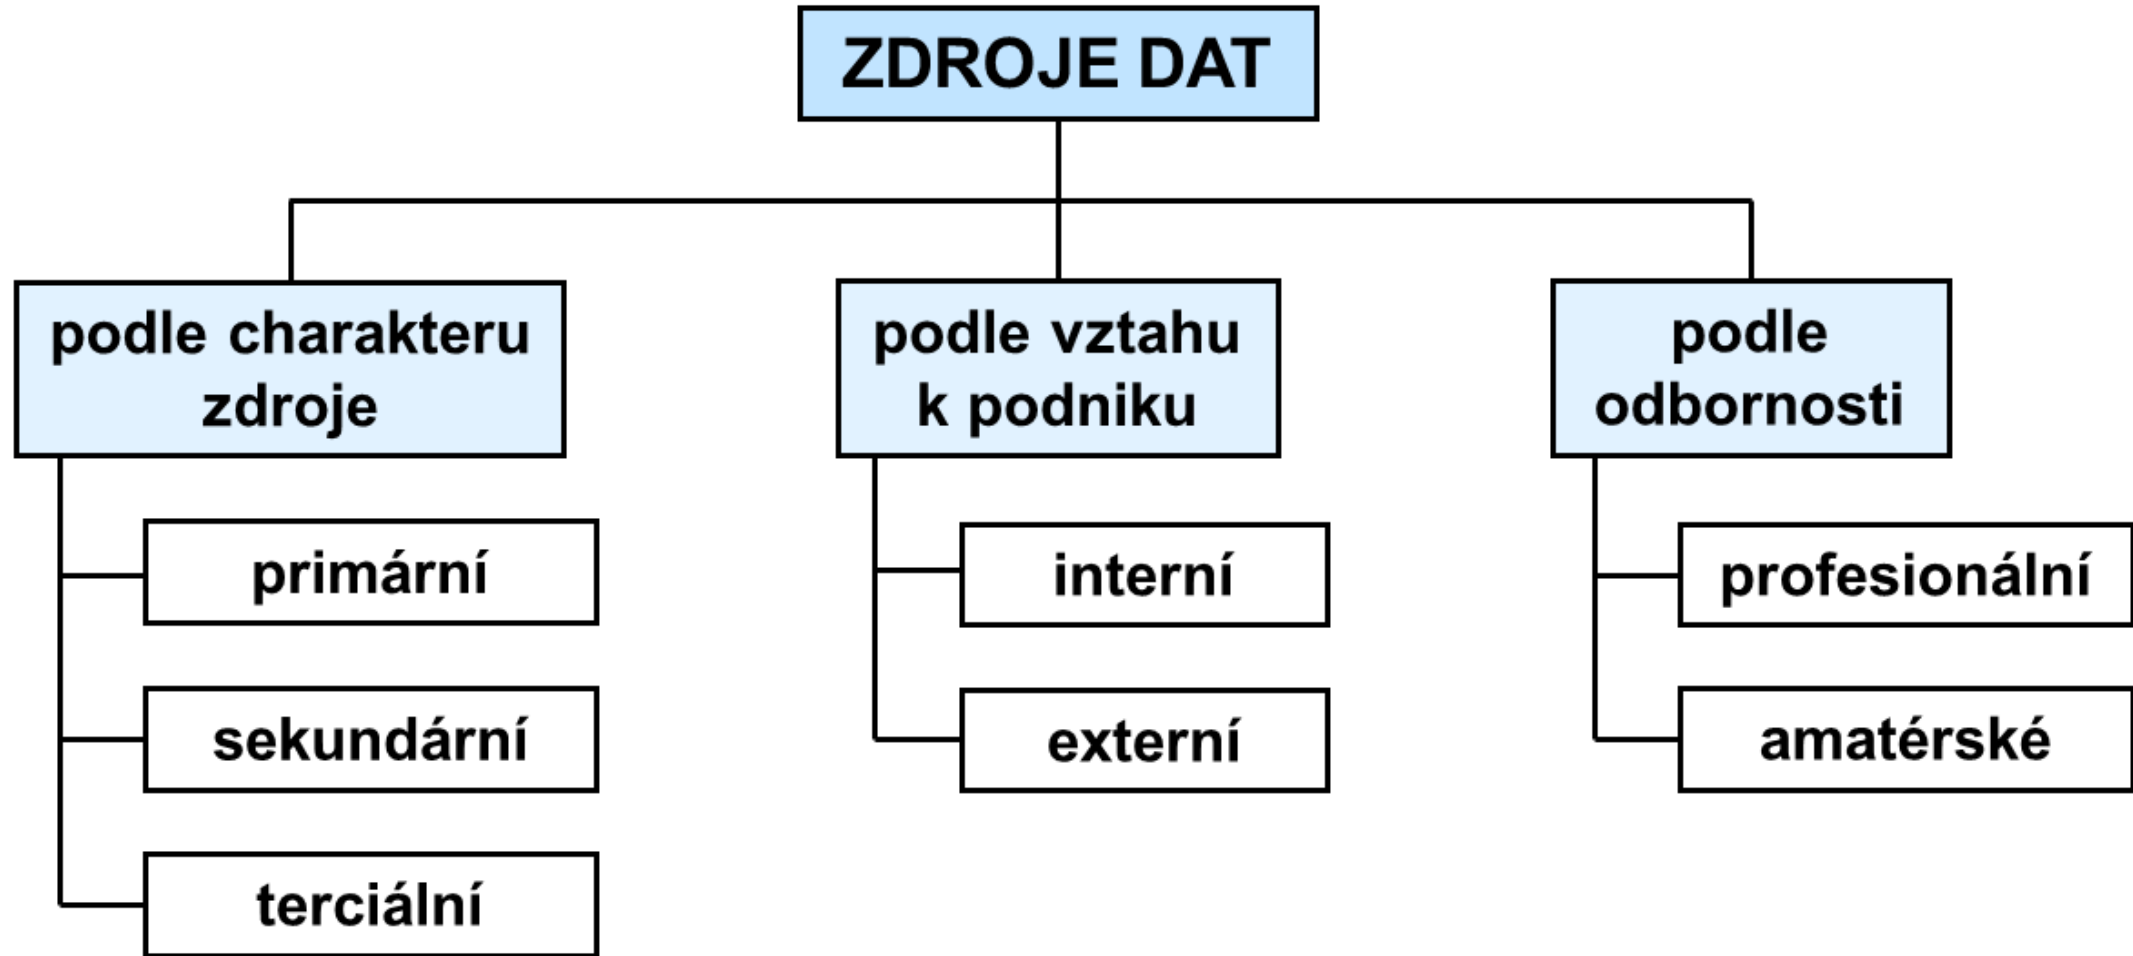 ZDROJE DAT
podle charakteru
zdroje
primární
sekundární
terciální
podle vztahu
k podniku
interní
externí
podle
odbornosti
profesionální
amatérské